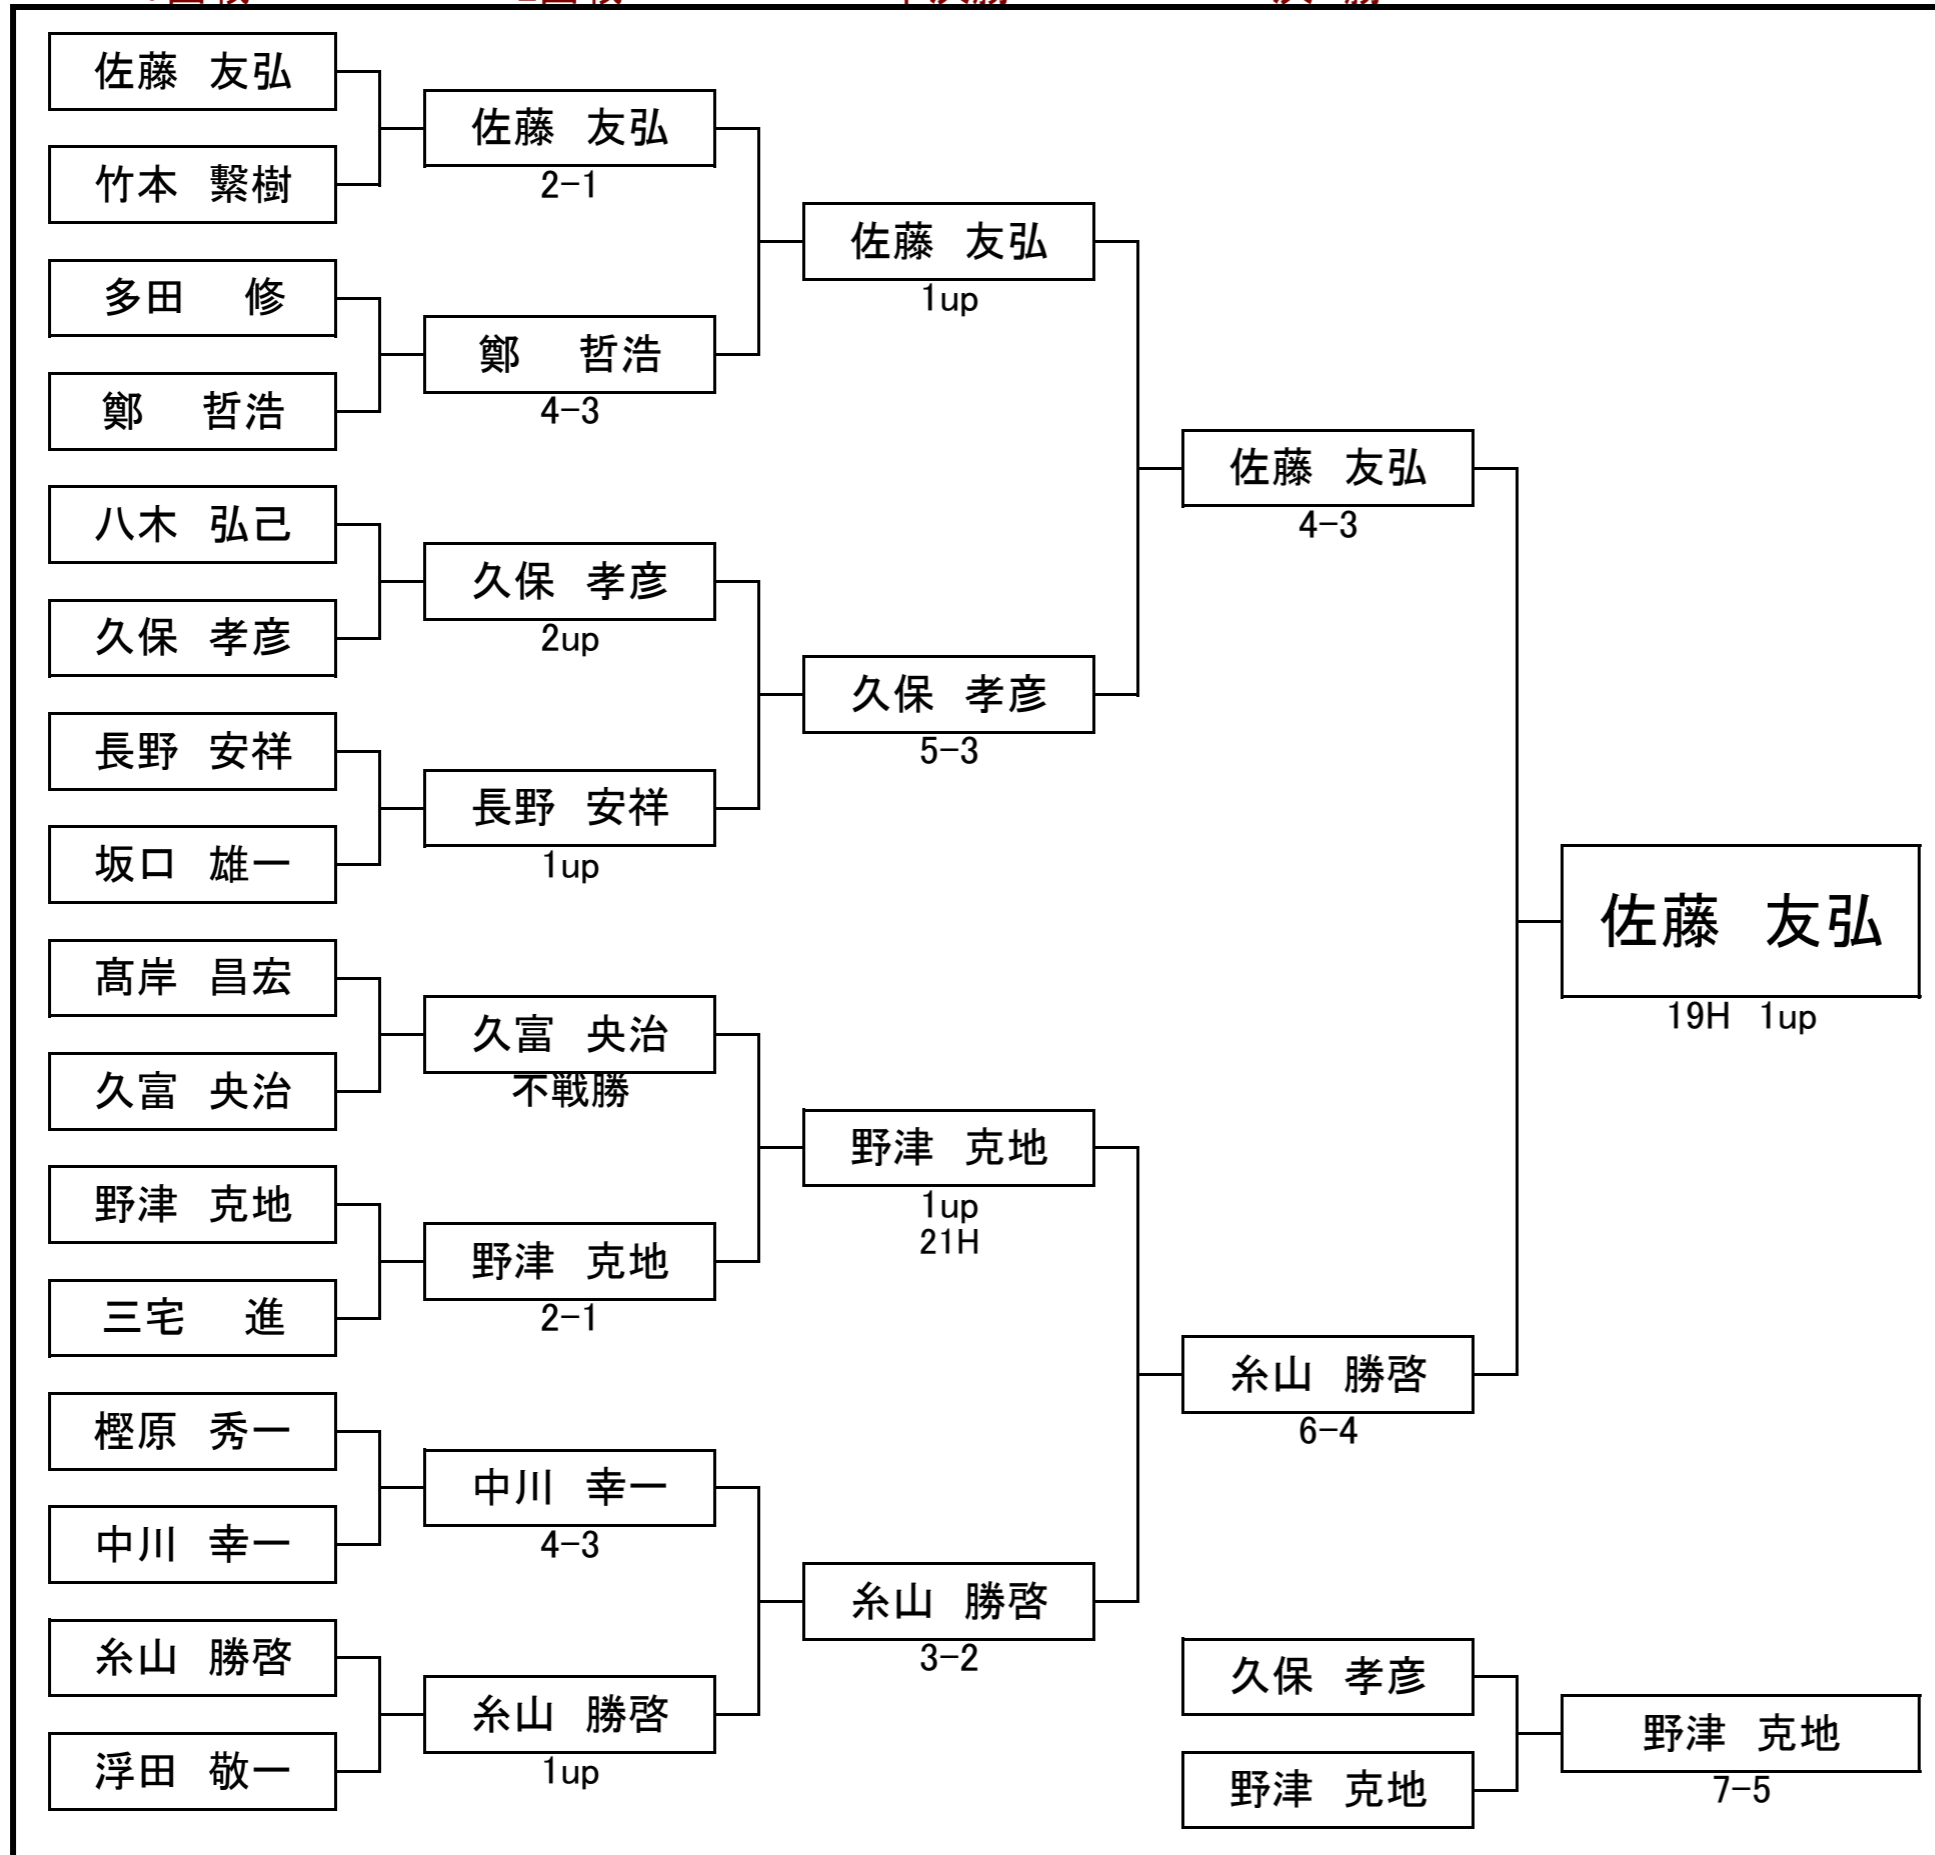 佐藤 友弘
竹本 繋樹
多田 修
鄭 哲浩
八木 弘己
久保 孝彦
長野 安祥
坂口 雄一
髙岸 昌宏
久富 央治
野津 克地
三宅 進
樫原 秀一
中川 幸一
糸山 勝啓
浮田 敬一
佐藤 友弘
2-1
鄭 哲浩
4-3
久保 孝彦
2up
長野 安祥
1up
久富 央治
不戦勝
野津 克地
2-1
中川 幸一
4-3
糸山 勝啓
1up
佐藤 友弘
1up
久保 孝彦
5-3
野津 克地
1up
21H
糸山 勝啓
3-2
佐藤 友弘
4-3
糸山 勝啓
6-4
佐藤 友弘
19H 1up
久保 孝彦
野津 克地
野津 克地
7-5